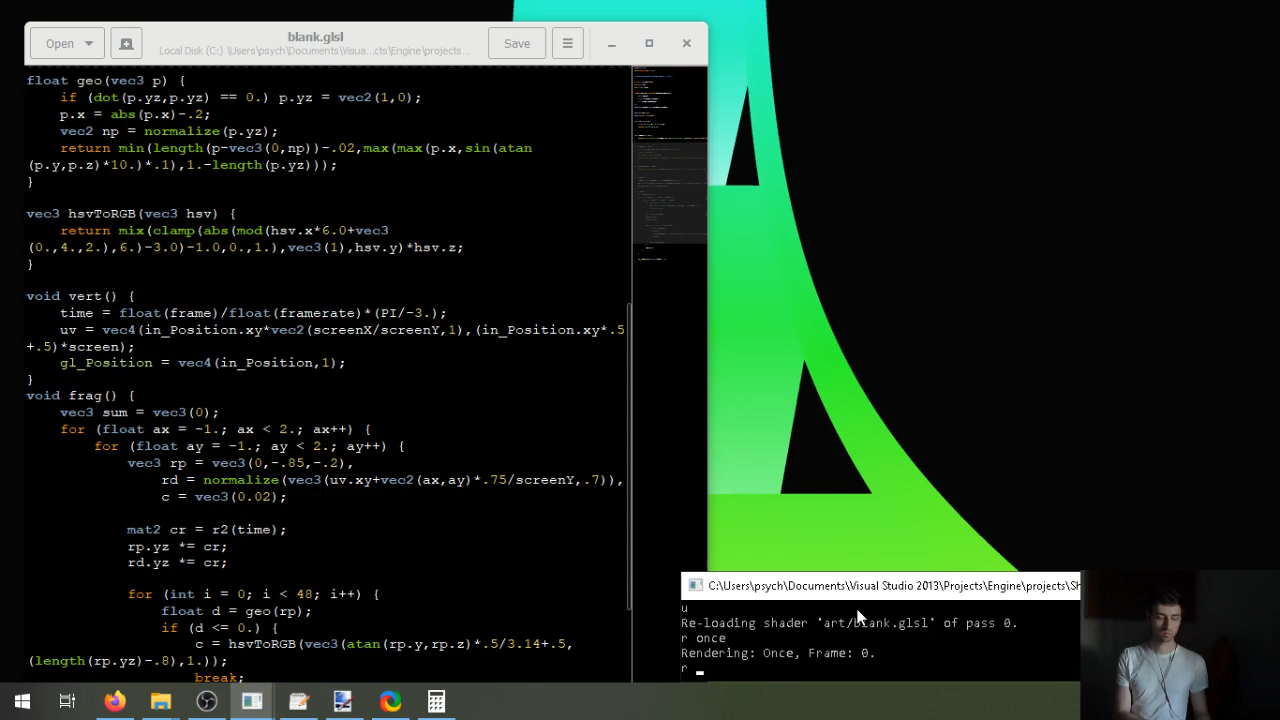 Open
blank.glsl
Local Disk (C:) \Users\psych\Documents\Visua...cts\Engine\projects...
Save
float geo(vec3 p) {
    if (dot(p.yz,p.yz) == 0.) p.yz = vec2(1,0);
    p.x = abs(p.x)-.2;
    vec2 np = normalize(p.yz);
    return min(length(p-vec3(0,np))-.02,max(max(p.x,sin(atan
(p.y,p.z)*10.)*.1),1.-length(p.yz)));
}
vec3 hsvToRGB(vec3 hsv) {
    return mix(clamp(abs(mod(hsv.x*6.0+vec3
(0.,4.,2.),6.)-3.0)-1.0,0.,1.),vec3(1),hsv.y)*hsv.z;
}
void vert() {
    time = float(frame)/float(framerate)*(PI/-3.);
    uv = vec4(in_Position.xy*vec2(screenX/screenY,1),(in_Position.xy*.5
+.5)*screen);
    gl_Position = vec4(in_Position,1);
}
void frag() {
    vec3 sum = vec3(0);
    for (float ax = -1.; ax < 2.; ax++) {
        for (float ay = -1.; ay < 2.; ay++) {
            vec3 rp = vec3(0,-.85,-.2),
                rd = normalize(vec3(uv.xy+vec2(ax,ay)*.75/screenY,.7)),
                c = vec3(0.02);
            mat2 cr = r2(time);
            rp.yz *= cr;
            rd.yz *= cr;
            for (int i = 0; i < 48; i++) {
                float d = geo(rp);
                if (d <= 0.) {
                    c = hsvToRGB(vec3(atan(rp.y,rp.z)*.5/3.14+.5,
(length(rp.yz)-.8),1.));
                    break;
C:\Users\psych\Documents\Visual Studio 2013\Projects\Engine\projects\Sh
u
Re-loading shader 'art/blank.glsl' of pass 0.
r once
Rendering: Once, Frame: 0.
r